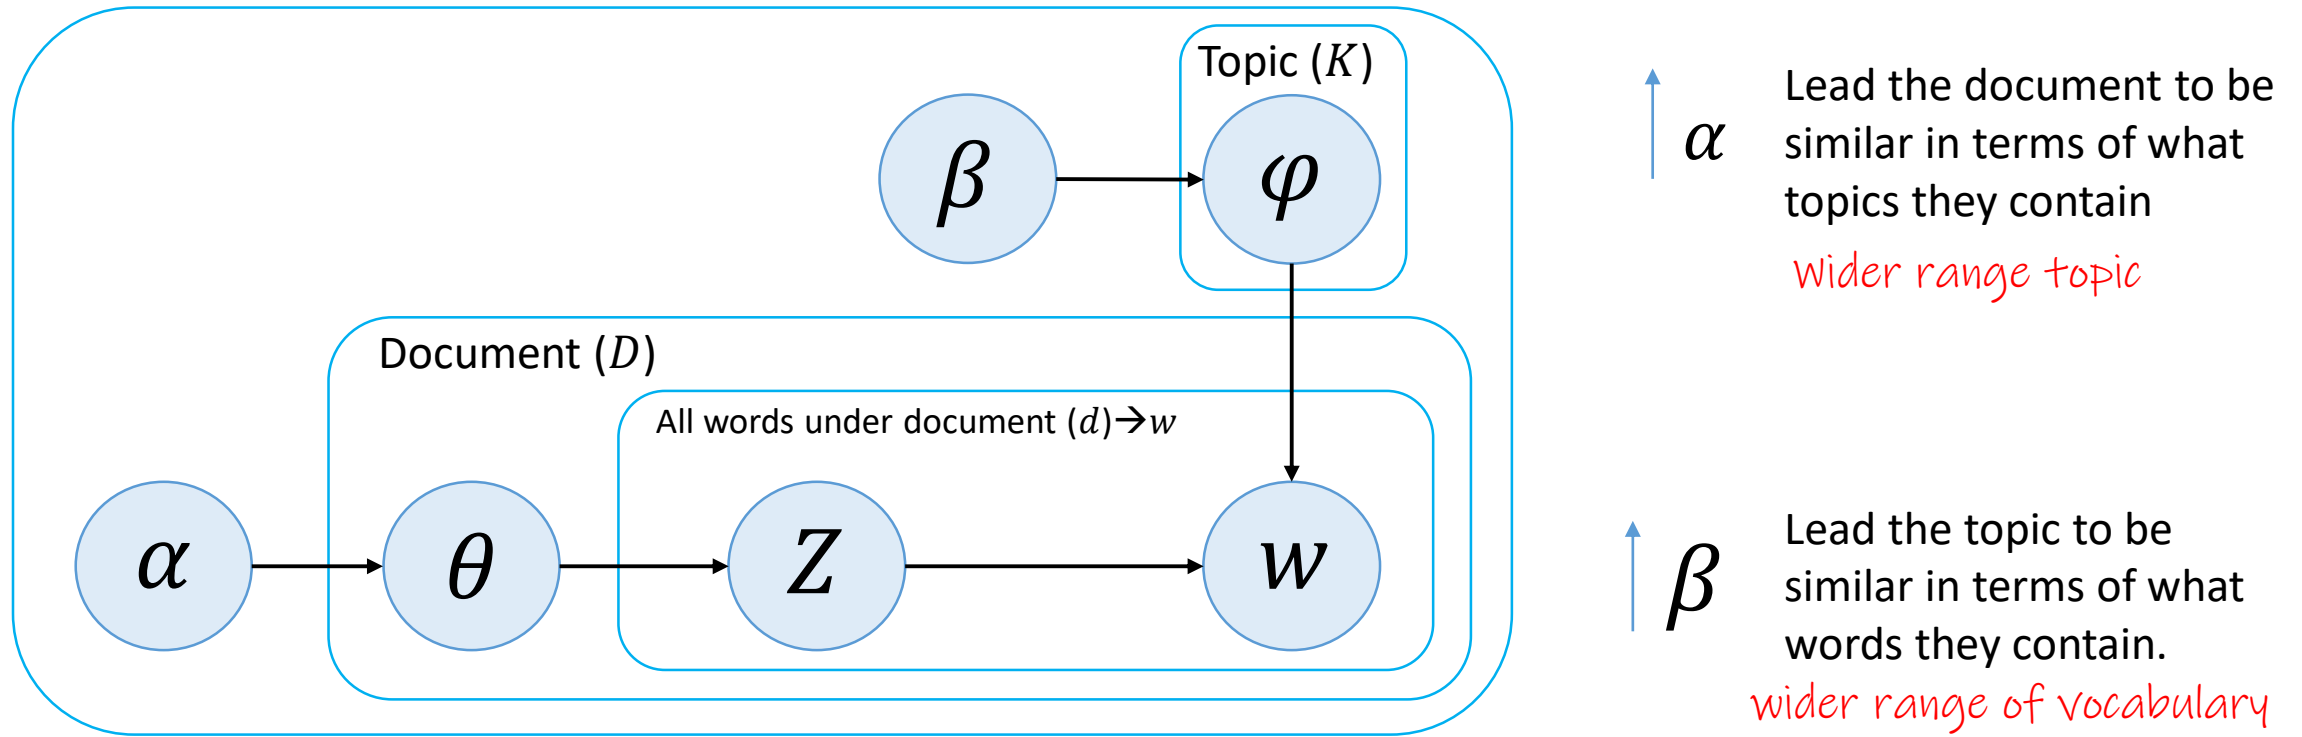 Topic (K)
β
φ
Document (D)
All words under document (d)→w
α
θ
Z
w
α
Lead the document to be
similar in terms of what
topics they contain
Wider range topic
β
Lead the topic to be
similar in terms of what
words they contain.
wider range of vocabulary